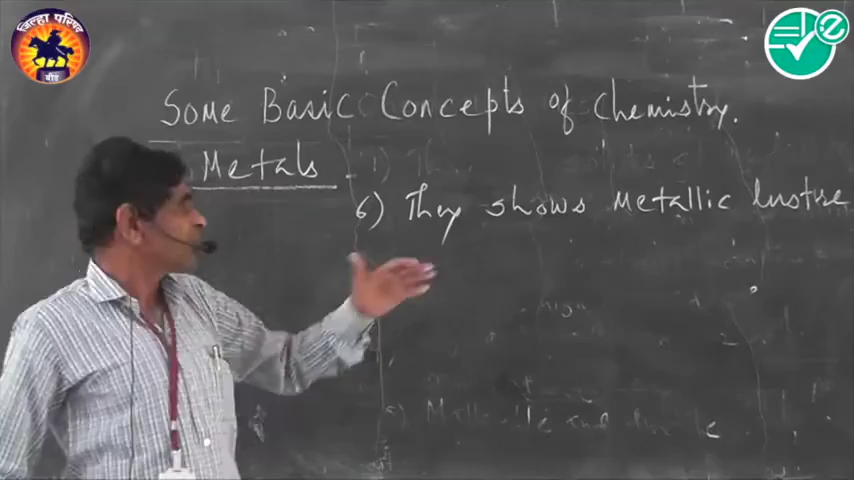 जिल्हा परिषद
बीड
e
Some Basic Concepts of Chemistry.
Metals
6) They shows Metallic lustre